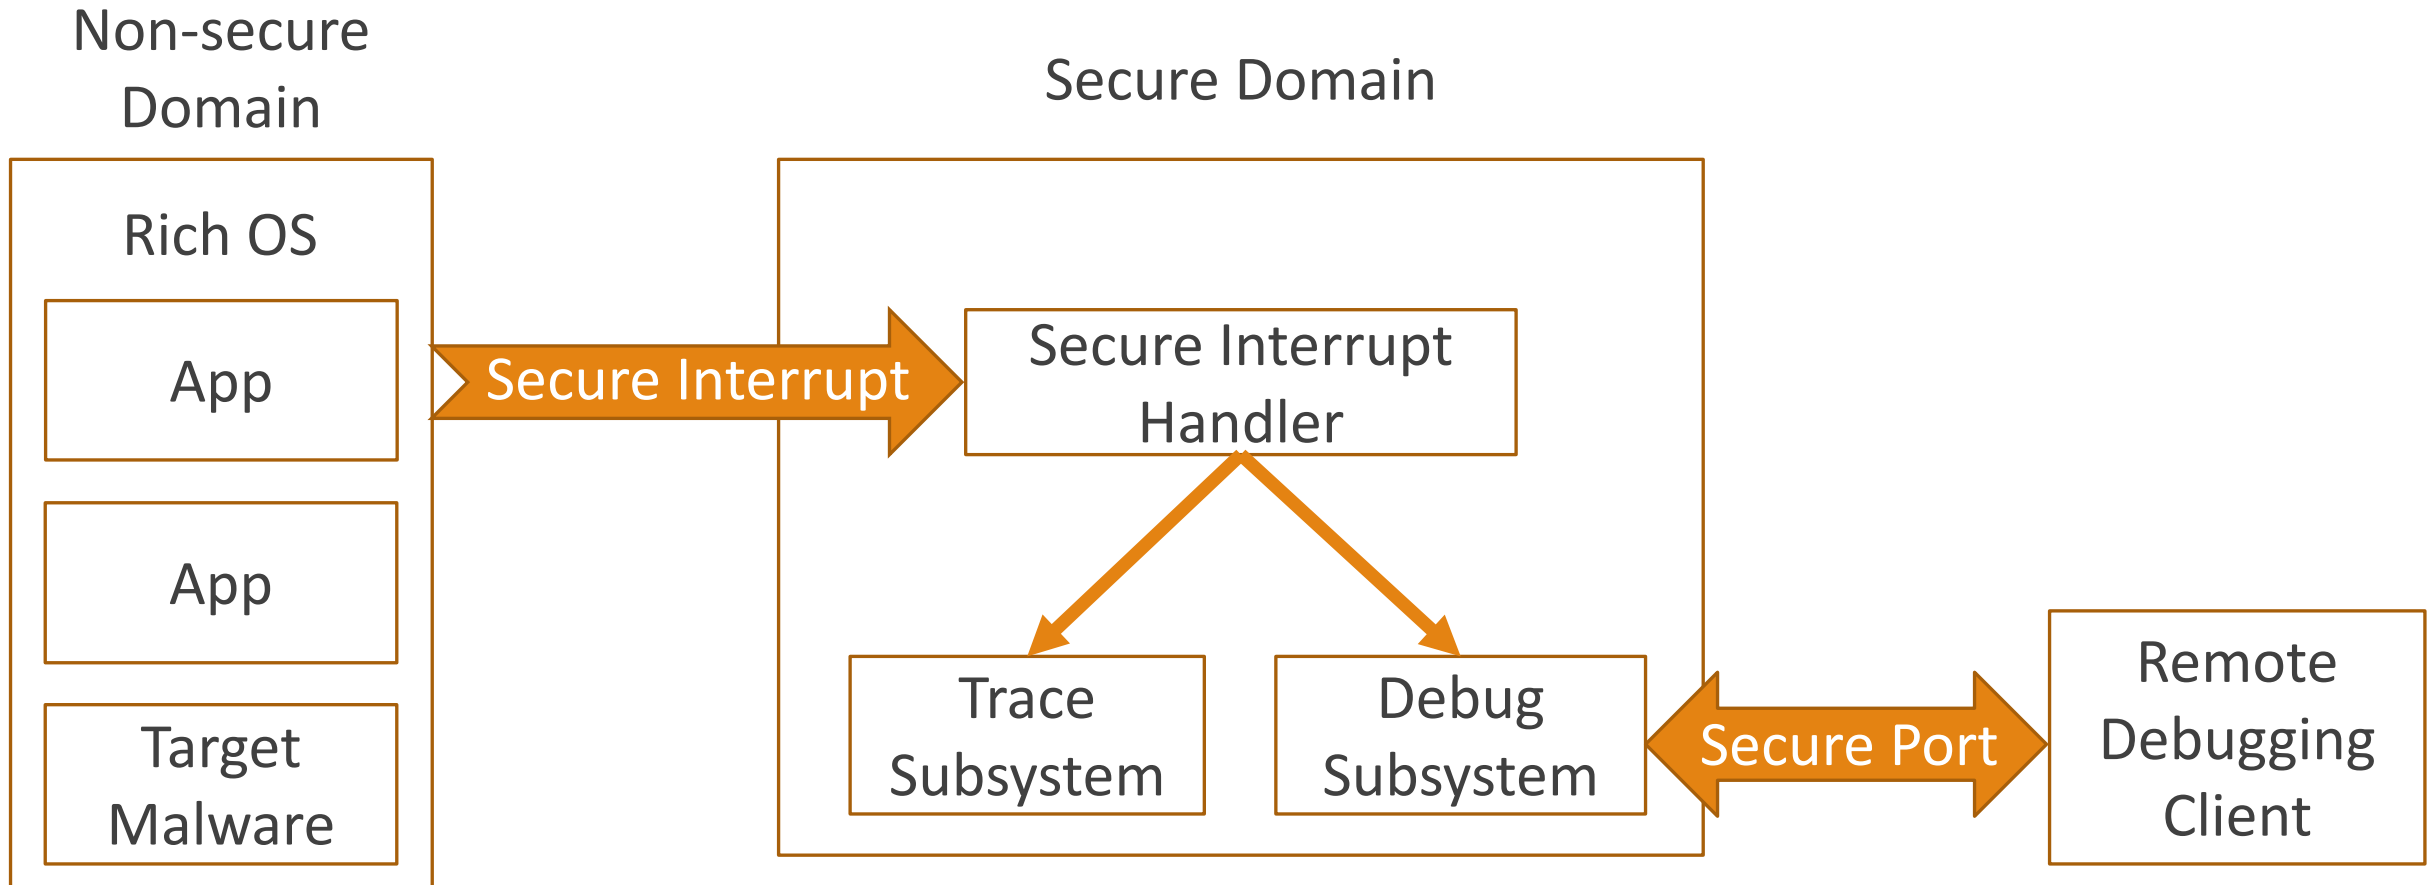 Non-secure
Domain
Secure Domain
Rich OS
App
App
Target
Malware
Secure Interrupt
Secure Interrupt
Handler
Trace
Subsystem
Debug
Subsystem
Secure Port
Remote
Debugging
Client